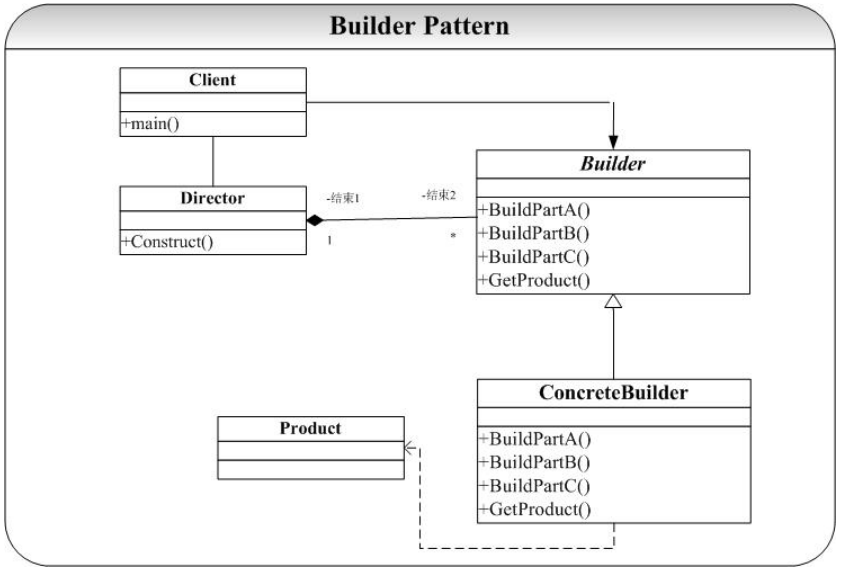 Builder Pattern
Client
+main()
Builder
+BuildPartA()
+BuildPartB()
+BuildPartC()
+GetProduct()
Director
+Construct()
-结束1
-结束2
1
*
ConcreteBuilder
+BuildPartA()
+BuildPartB()
+BuildPartC()
+GetProduct()
Product